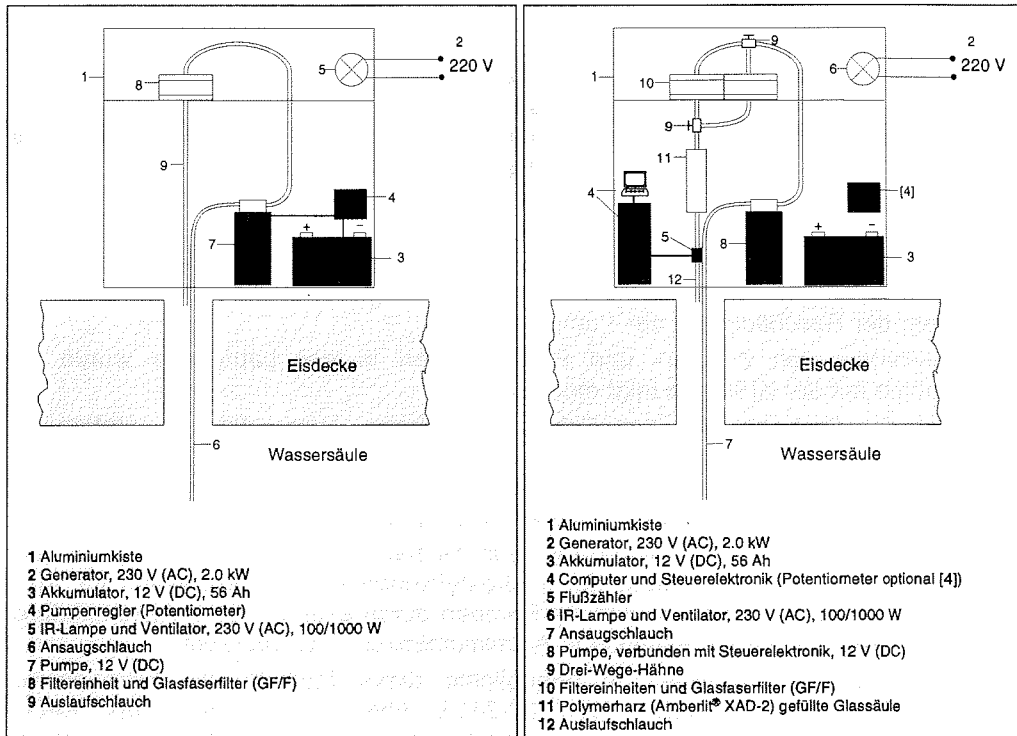 2
220 V
1
5
8
9
4
+
−
7
3
Eisdecke
6
Wassersäule
1 Aluminiumkiste
2 Generator, 230 V (AC), 2.0 kW
3 Akkumulator, 12 V (DC), 56 Ah
4 Pumpenregler (Potentiometer)
5 IR-Lampe und Ventilator, 230 V (AC), 100/1000 W
6 Ansaugschlauch
7 Pumpe, 12 V (DC)
8 Filtereinheit und Glasfaserfilter (GF/F)
9 Auslaufschlauch
9
2
220 V
1
6
10
9
11
4
[4]
+
−
5
8
3
12
Eisdecke
7
Wassersäule
1 Aluminiumkiste
2 Generator, 230 V (AC), 2.0 kW
3 Akkumulator, 12 V (DC), 56 Ah
4 Computer und Steuerelektronik (Potentiometer optional [4])
5 Flußzähler
6 IR-Lampe und Ventilator, 230 V (AC), 100/1000 W
7 Ansaugschlauch
8 Pumpe, verbunden mit Steuerelektronik, 12 V (DC)
9 Drei-Wege-Hähne
10 Filtereinheiten und Glasfaserfilter (GF/F)
11 Polymerharz (Amberlit® XAD-2) gefüllte Glassäule
12 Auslaufschlauch